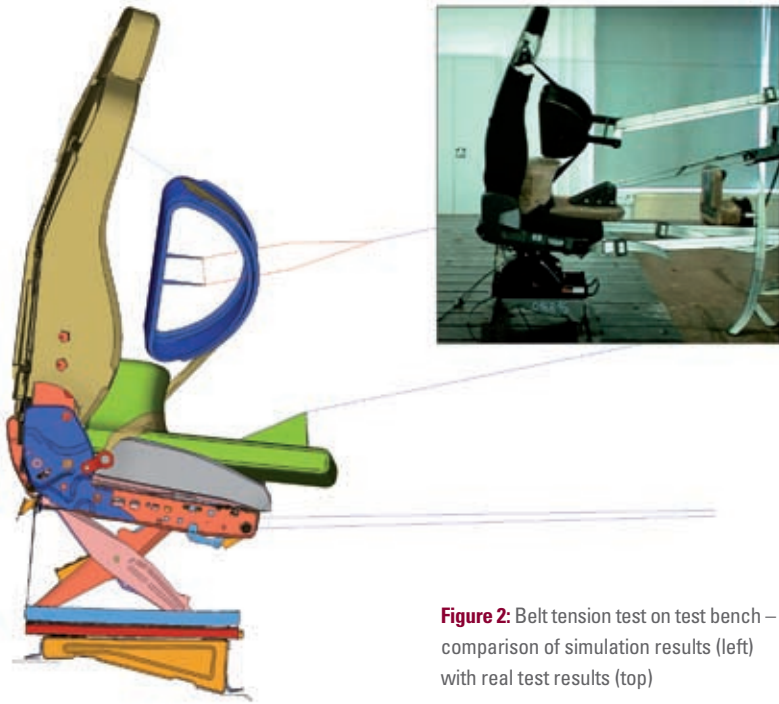 Figure 2: Belt tension test on test bench –
comparison of simulation results (left)
with real test results (top)